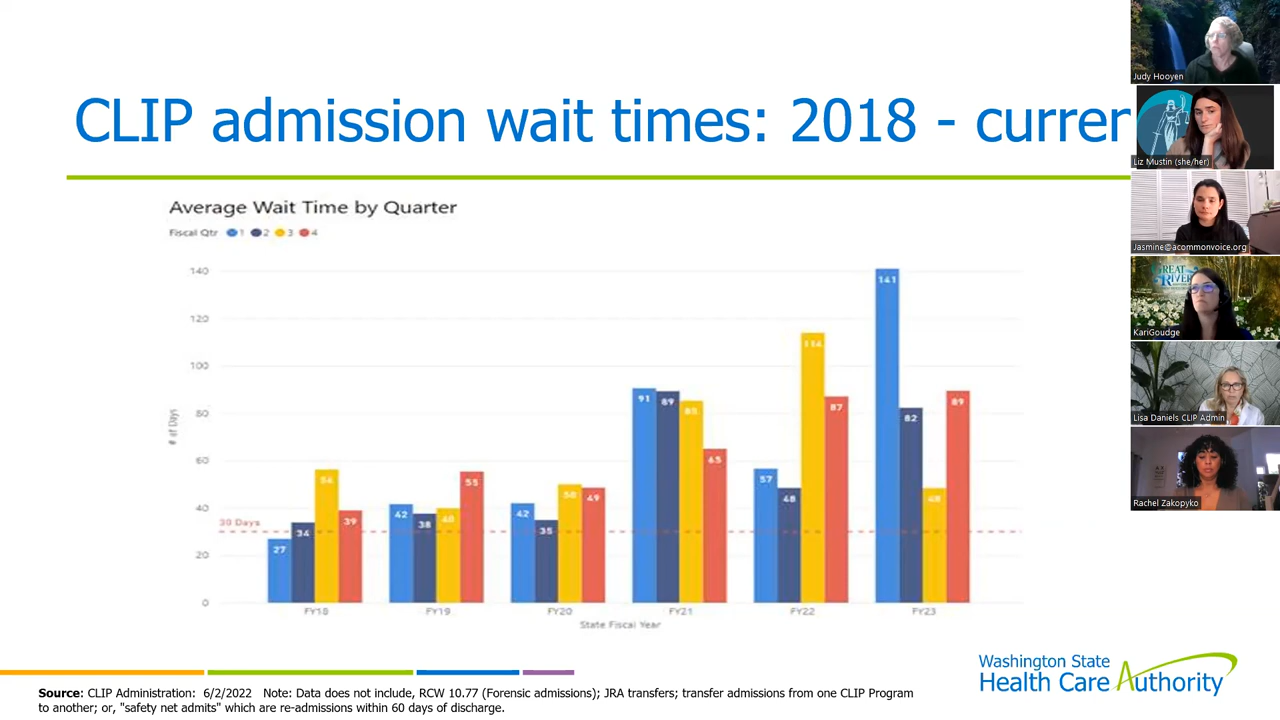 CLIP admission wait times: 2018 - curren
Average Wait Time by Quarter
Fiscal Qtr 1 2 3 4
140
120
100
80
60
40
20
0
# of Days
30 Days
27 34 56 39
42 38 40 55
42 35 50 49
91 89 85 65
57 48 114 87
141 82 48 89
FY18 FY19 FY20 FY21 FY22 FY23
State Fiscal Year
Source: CLIP Administration: 6/2/2022 Note: Data does not include, RCW 10.77 (Forensic admissions); JRA transfers; transfer admissions from one CLIP Program
to another; or, "safety net admits" which are re-admissions within 60 days of discharge.
Washington State
Health Care Authority
Judy Hooyen
Liz Mustin (she/her)
Jasmine@acommonvoice.org
GREAT
RIVERS
KariGoudge
Lisa Daniels CLIP Admin
Rachel Zakopyko